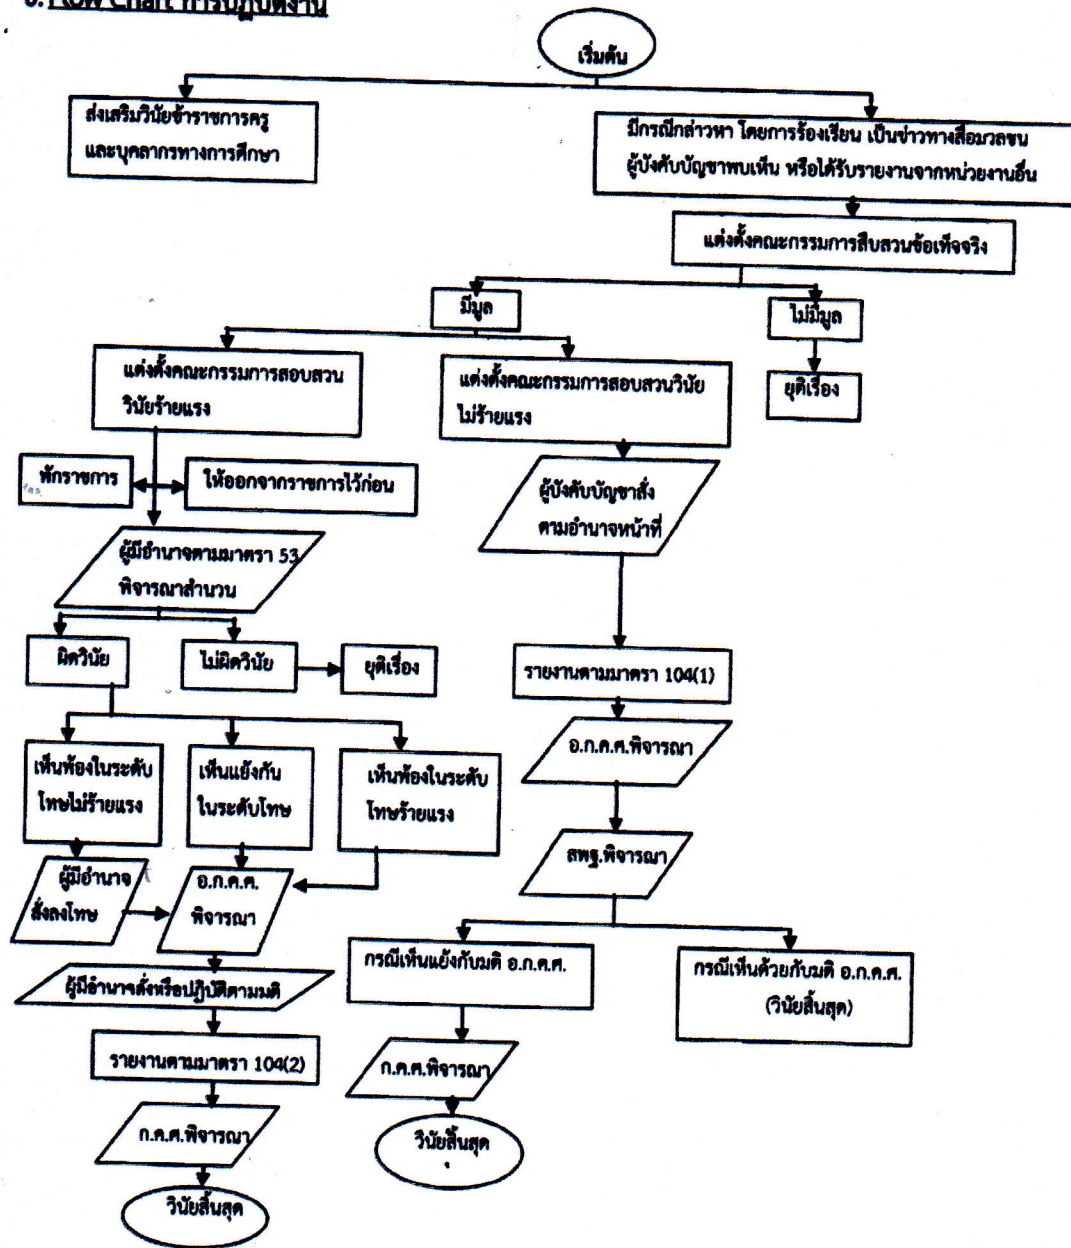 Flow Chart การปฏิบัติงาน
เริ่มต้น
ส่งเสริมวินัยข้าราชการครู
และบุคลากรทางการศึกษา
มีกรณีกล่าวหา โดยการร้องเรียน เป็นข่าวทางสื่อมวลชน
ผู้บังคับบัญชาพบเห็น หรือได้รับรายงานจากหน่วยงานอื่น
แต่งตั้งคณะกรรมการสืบสวนข้อเท็จจริง
มีมูล
ไม่มีมูล
แต่งตั้งคณะกรรมการสอบสวน
วินัยร้ายแรง
แต่งตั้งคณะกรรมการสอบสวนวินัย
ไม่ร้ายแรง
ยุติเรื่อง
พักราชการ
ให้ออกจากราชการไว้ก่อน
ผู้บังคับบัญชาสั่ง
ตามอำนาจหน้าที่
ผู้มีอำนาจตามมาตรา 53
พิจารณาสำนวน
ผิดวินัย
ไม่ผิดวินัย
ยุติเรื่อง
รายงานตามมาตรา 104(1)
อ.ก.ค.ศ.พิจารณา
เห็นพ้องในระดับ
โทษไม่ร้ายแรง
เห็นแย้งกัน
ในระดับโทษ
เห็นพ้องในระดับ
โทษร้ายแรง
สพฐ.พิจารณา
ผู้มีอำนาจ
สั่งลงโทษ
อ.ก.ค.ศ.
พิจารณา
กรณีเห็นแย้งกับมติ อ.ก.ค.ศ.
กรณีเห็นด้วยกับมติ อ.ก.ค.ศ.
(วินัยสิ้นสุด)
ผู้มีอำนาจสั่งหรือปฏิบัติตามมติ
รายงานตามมาตรา 104(2)
ก.ค.ศ.พิจารณา
ก.ค.ศ.พิจารณา
วินัยสิ้นสุด
วินัยสิ้นสุด